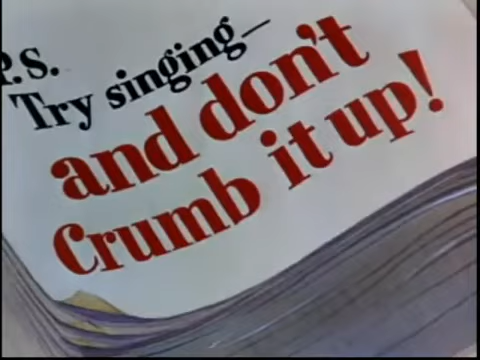 P.S.
Try singing—
and don't
Crumb it up!